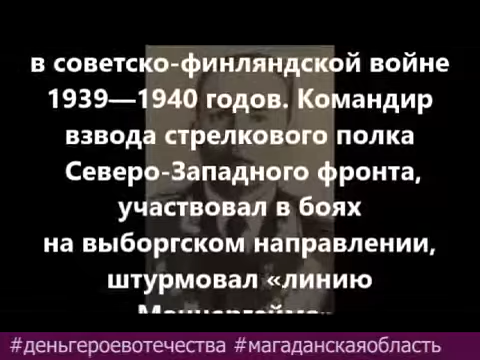 в советско-финляндской войне
1939—1940 годов. Командир
взвода стрелкового полка
Северо-Западного фронта,
участвовал в боях
на выборгском направлении,
штурмовал «линию
#деньгероевотечества #магаданскаяобласть